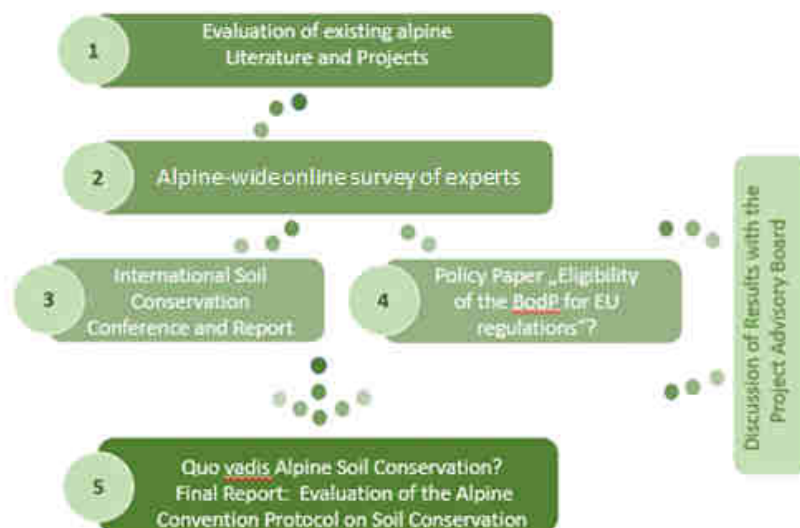 1
Evaluation of existing alpine
Literature and Projects
2
Alpine-wide online survey of experts
3
International Soil
Conservation
Conference and Report
4
Policy Paper „Eligibility
of the BodP for EU
regulations“?
Discussion of Results with the
Project Advisory Board
5
Quo vadis Alpine Soil Conservation?
Final Report: Evaluation of the Alpine
Convention Protocol on Soil Conservation